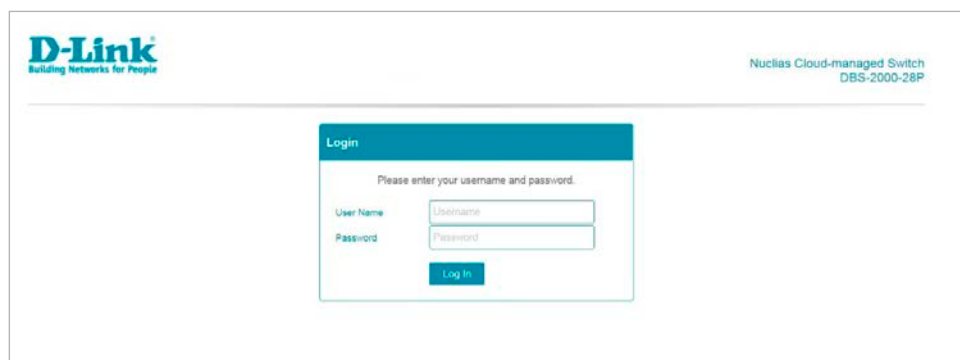 D-Link
Building Networks for People
Nuclias Cloud-managed Switch
DBS-2000-28P
Login
Please enter your username and password.
User Name
Username
Password
Password
Log In